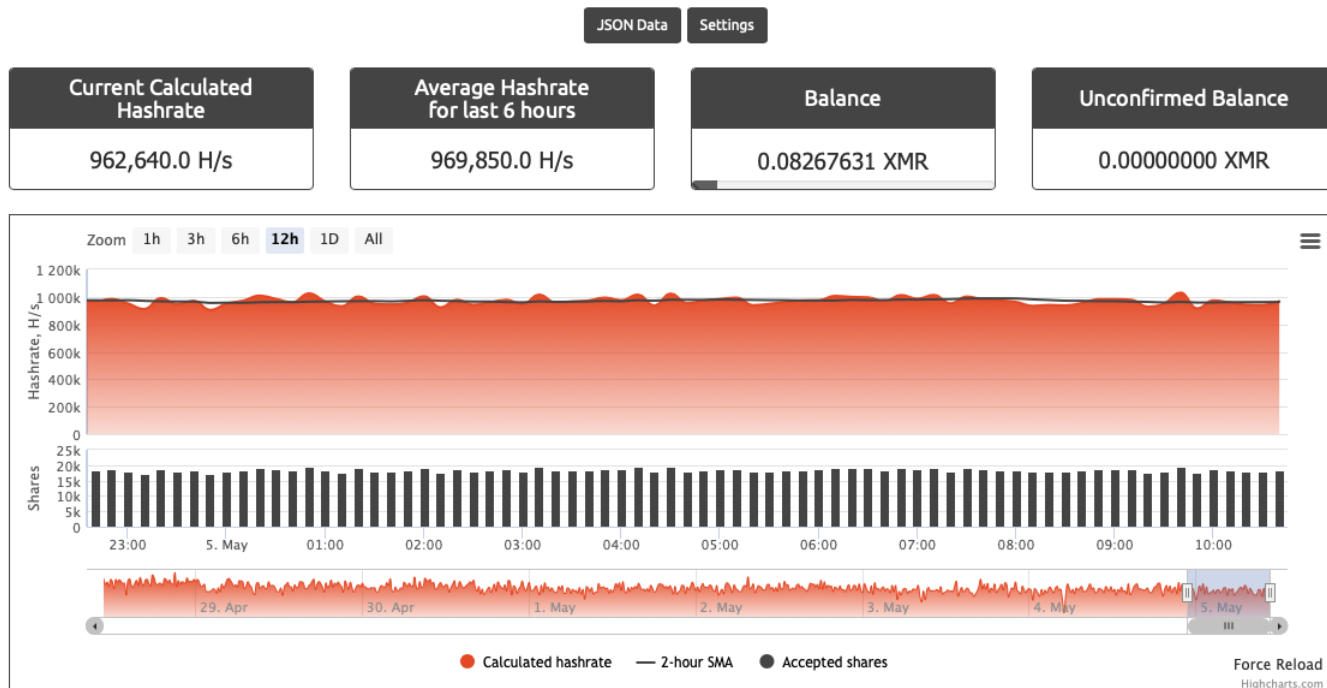 JSON Data Settings
Current Calculated
Hashrate
962,640.0 H/s
Average Hashrate
for last 6 hours
969,850.0 H/s
Balance
0.08267631 XMR
Unconfirmed Balance
0.00000000 XMR
Zoom 1h 3h 6h 12h 1D All
Hashrate, H/s
1 200k
1 000k
800k
600k
400k
200k
0
Shares
25k
20k
15k
10k
5k
0
23:00 5. May 01:00 02:00 03:00 04:00 05:00 06:00 07:00 08:00 09:00 10:00
29. Apr 30. Apr 1. May 2. May 3. May 4. May 5. May
Calculated hashrate 2-hour SMA Accepted shares
Force Reload
Highcharts.com